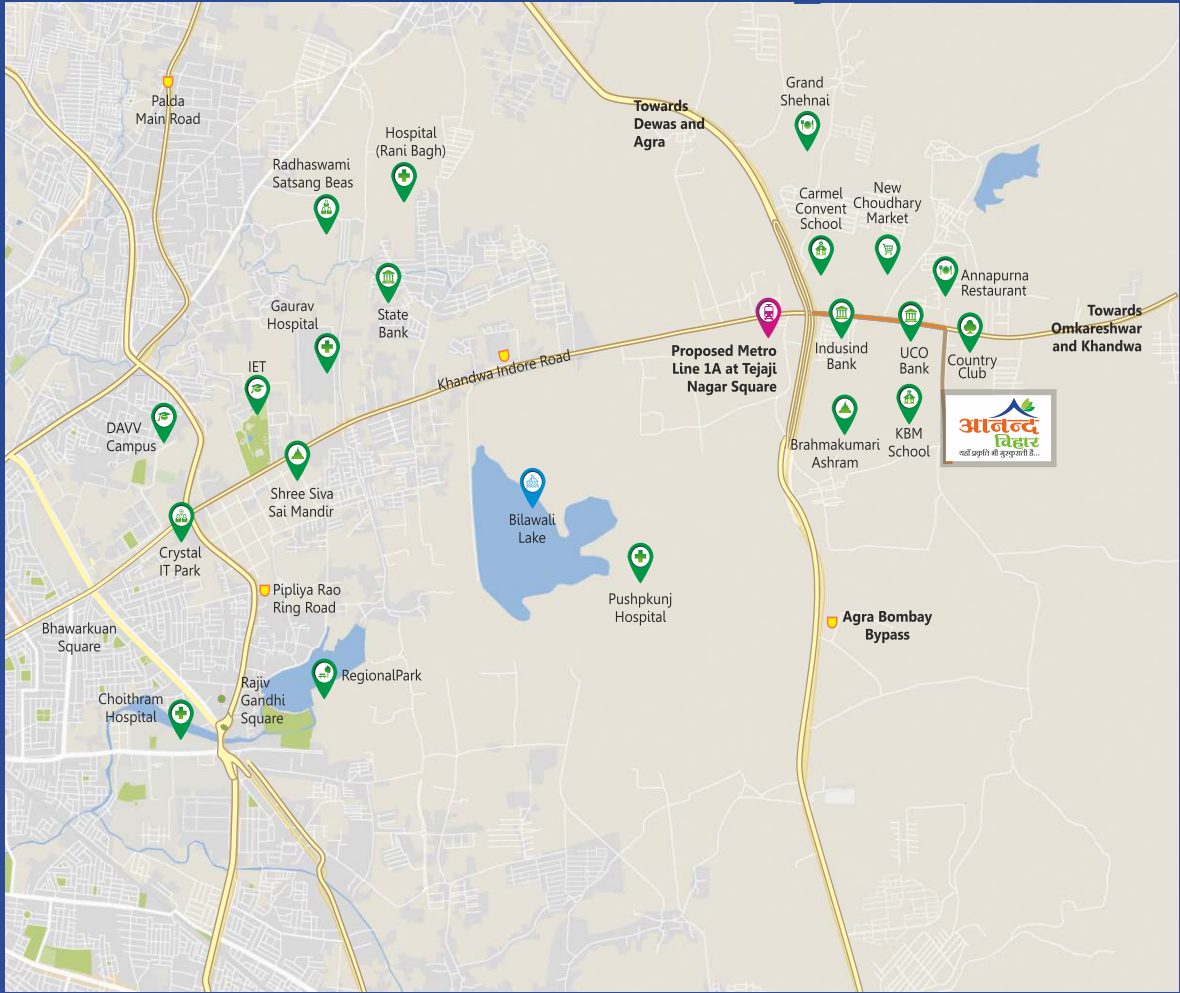 Palda
Main Road
Radhaswami
Satsang Beas
Hospital
(Rani Bagh)
Towards
Dewas and
Agra
Grand
Shehnai
Carmel
Convent
School
New
Choudhary
Market
Annapurna
Restaurant
Towards
Omkareshwar
and Khandwa
State
Bank
Gaurav
Hospital
IET
DAVV
Campus
Khandwa Indore Road
Proposed Metro
Line 1A at Tejaji
Nagar Square
Indusind
Bank
UCO
Bank
Country
Club
Brahmakumari
Ashram
KBM
School
आनन्द
विहार
यहाँ प्रकृति भी मुस्कुराती है...
Shree Siva
Sai Mandir
Crystal
IT Park
Bilawali
Lake
Pushpkunj
Hospital
Pipliya Rao
Ring Road
Bhawarkuan
Square
Agra Bombay
Bypass
Rajiv
Gandhi
Square
RegionalPark
Choithram
Hospital